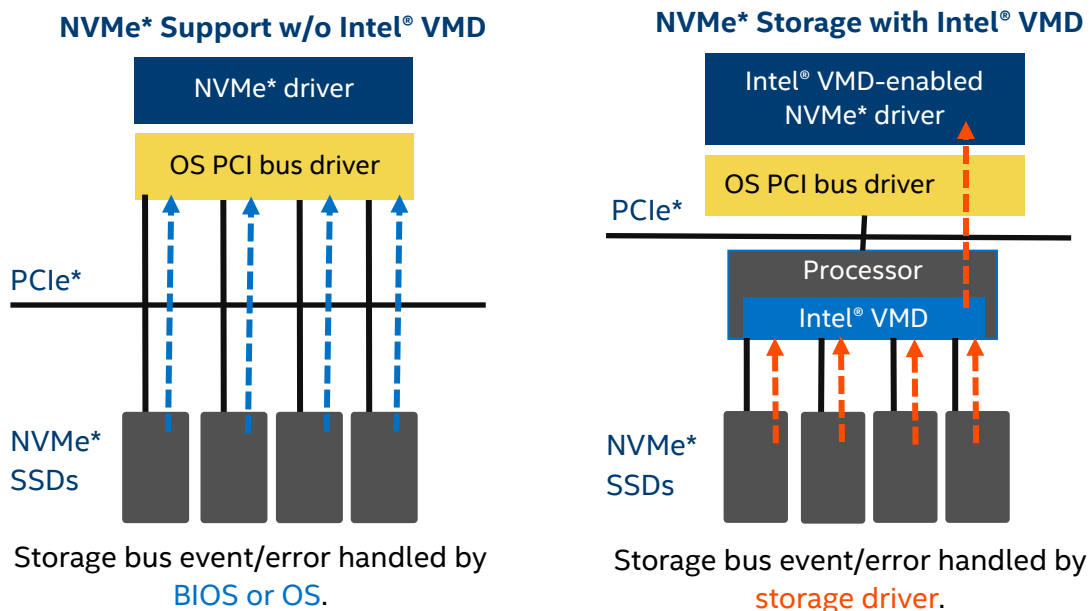 NVMe* Support w/o Intel® VMD
NVMe* driver
OS PCI bus driver
PCIe*
NVMe*
SSDs
Storage bus event/error handled by
BIOS or OS.
NVMe* Storage with Intel® VMD
Intel® VMD-enabled
NVMe* driver
OS PCI bus driver
PCIe*
Processor
Intel® VMD
NVMe*
SSDs
Storage bus event/error handled by
storage driver.